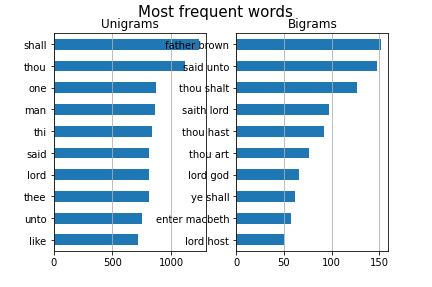 Most frequent words
Unigrams
shall
thou
one
man
thi
said
lord
thee
unto
like
0 500 1000
Bigrams
father brown
said unto
thou shalt
saith lord
thou hast
thou art
lord god
ye shall
enter macbeth
lord host
0 50 100 150